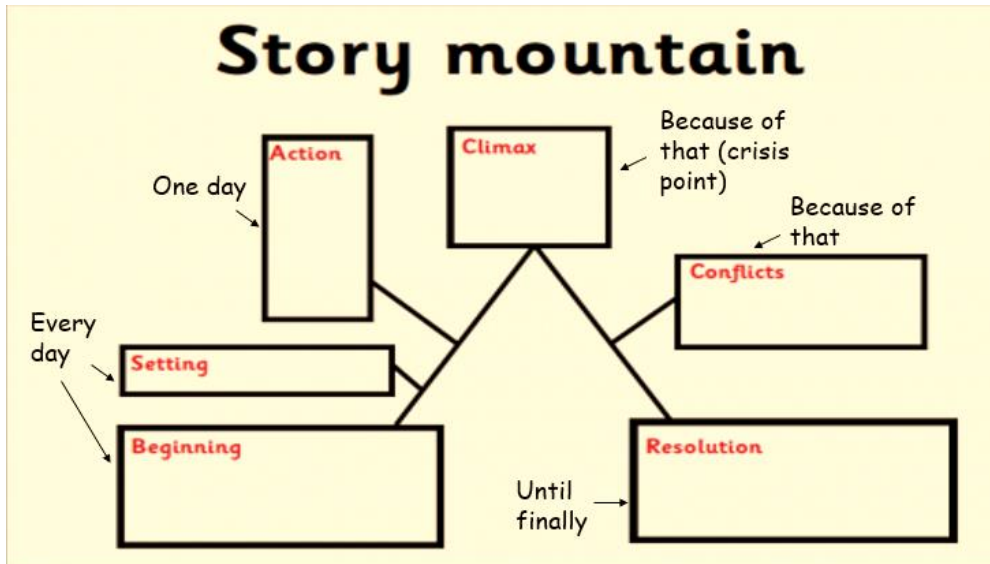 Story mountain
Action
Climax
Because of
that (crisis
point)
One day
Because of
that
Conflicts
Every
day
Setting
Beginning
Resolution
Until
finally